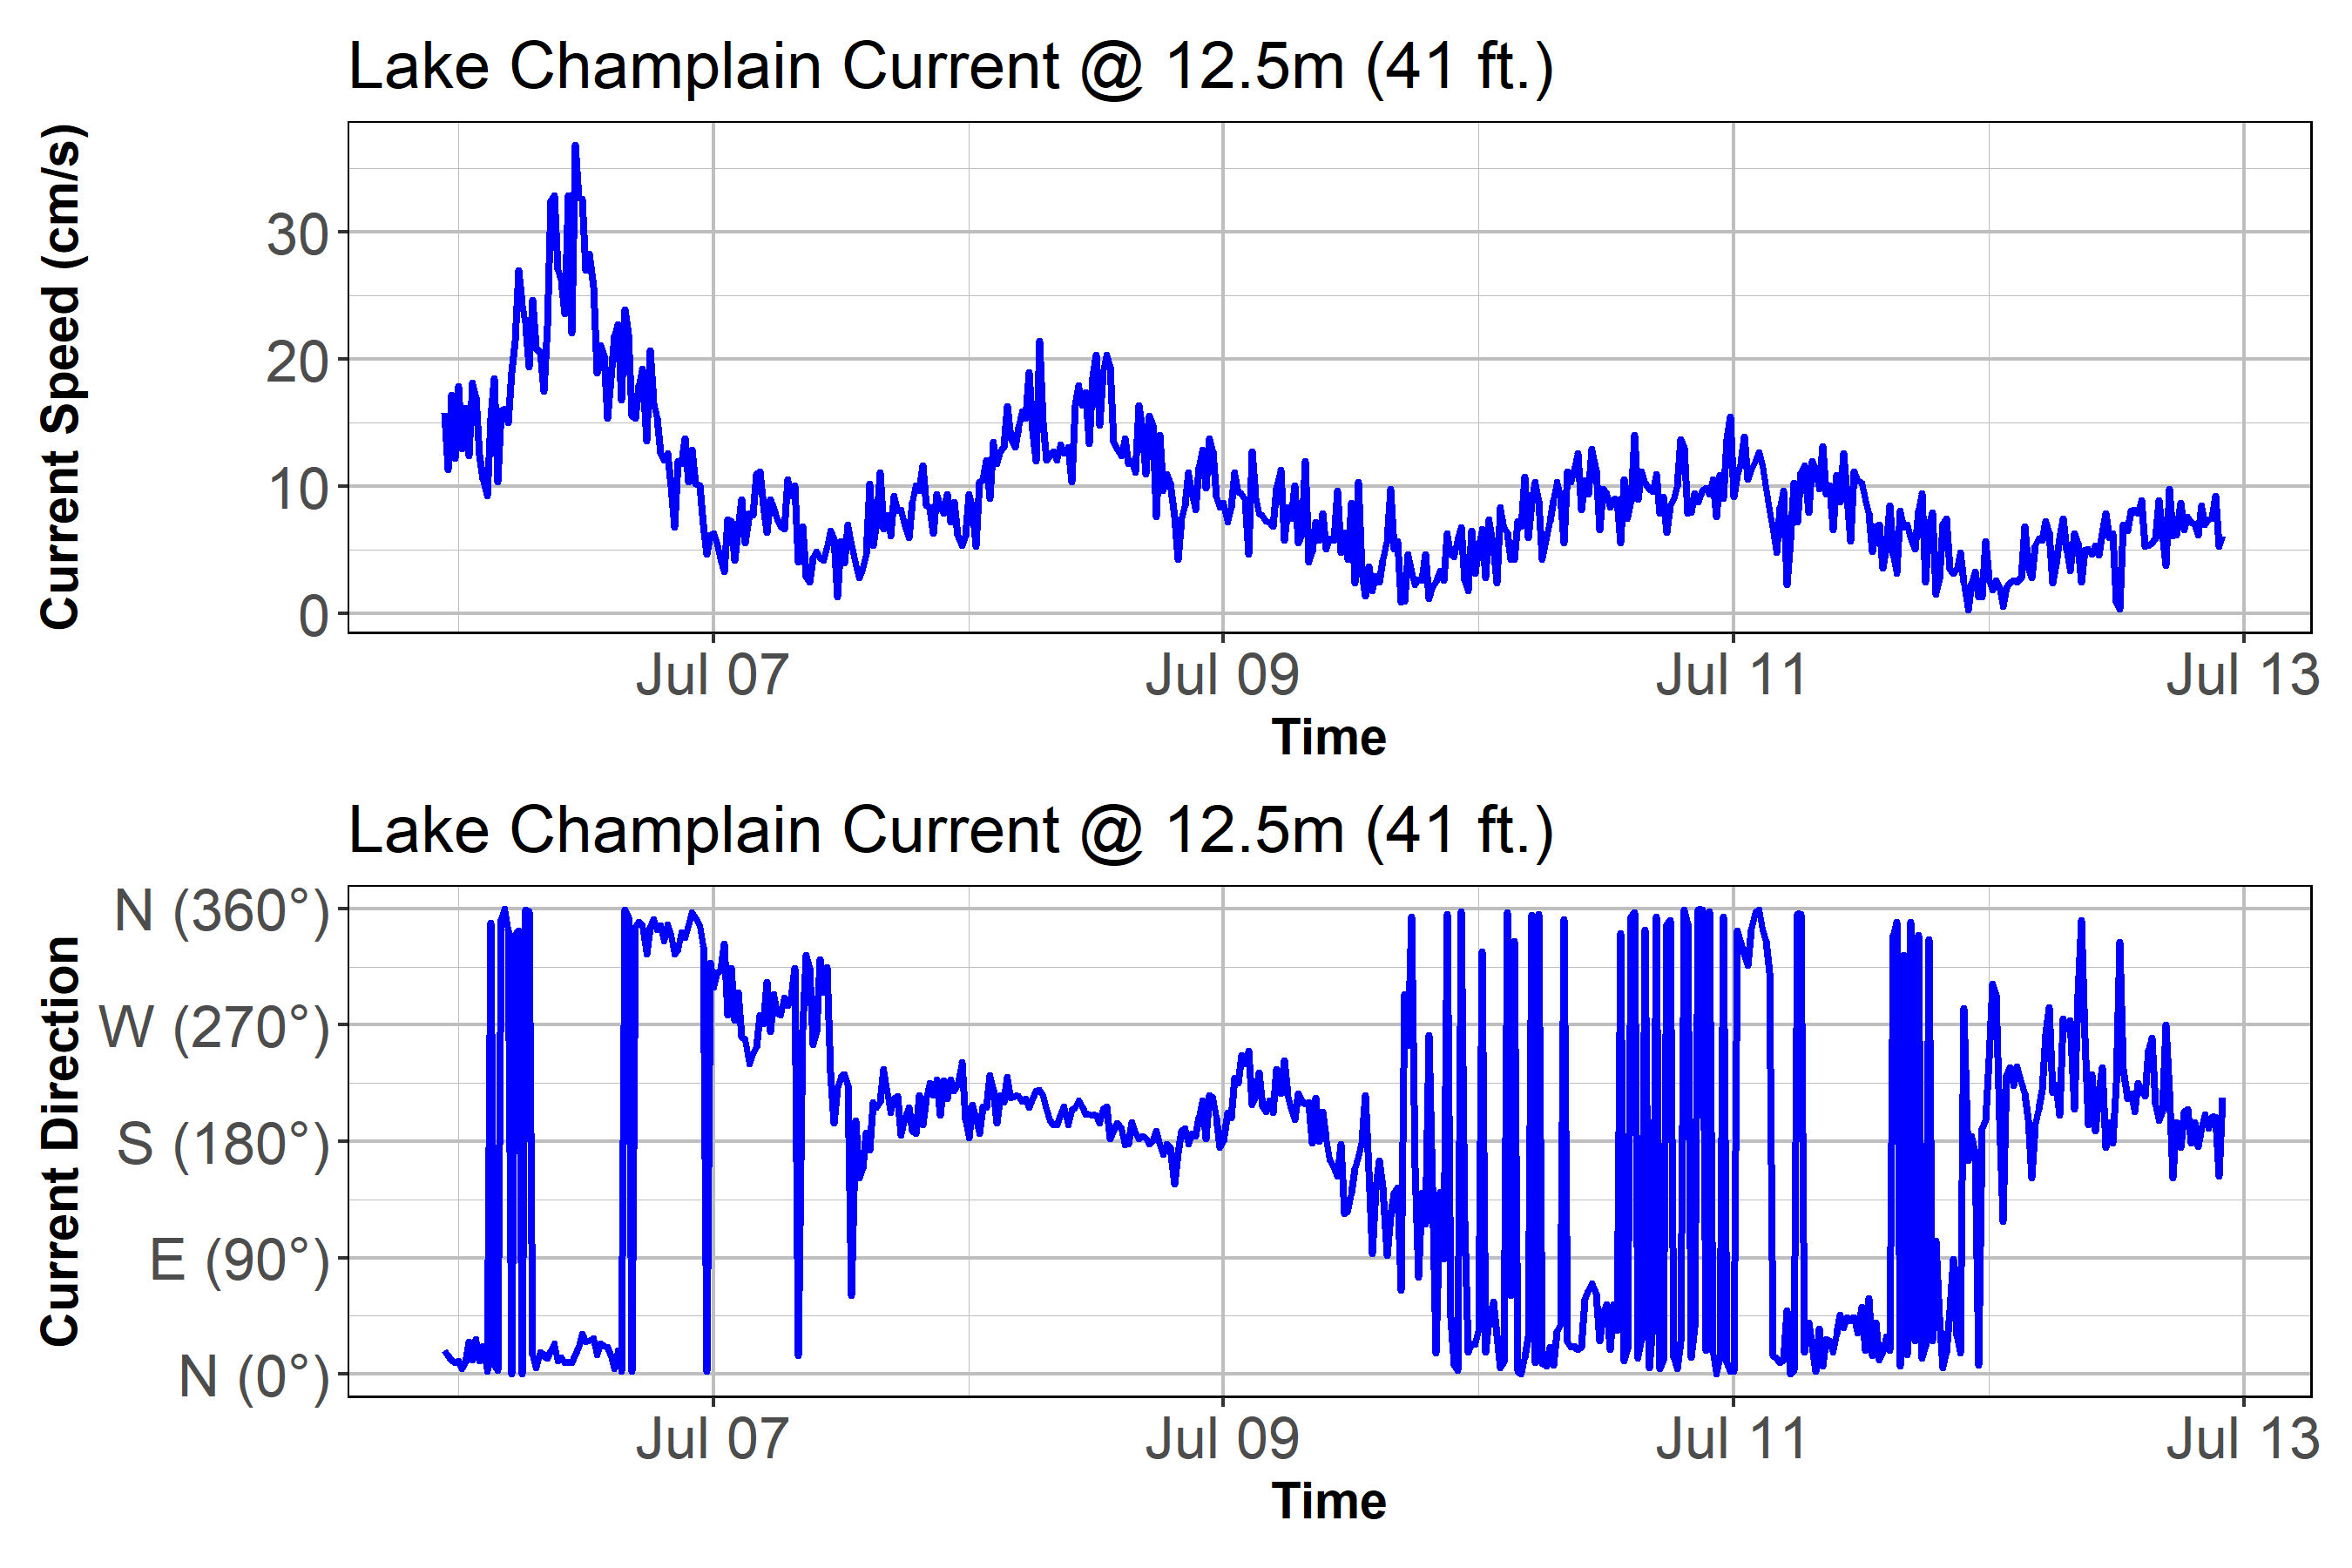 Lake Champlain Current @ 12.5m (41 ft.)
Current Speed (cm/s)
30
20
10
0
Jul 07 Jul 09 Jul 11 Jul 13
Time
Lake Champlain Current @ 12.5m (41 ft.)
Current Direction
N (360°)
W (270°)
S (180°)
E (90°)
N (0°)
Jul 07 Jul 09 Jul 11 Jul 13
Time